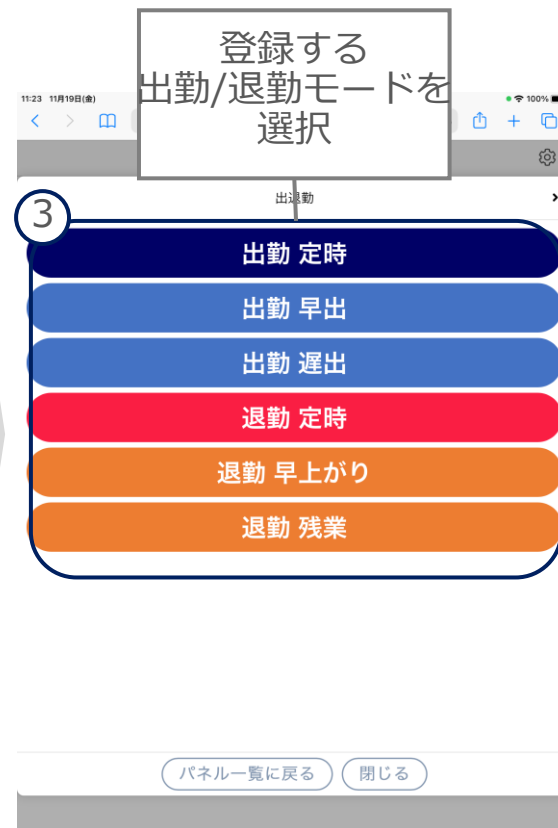 登録する
出勤/退勤モードを
選択
11:23 11月19日(金)
100%
出退勤
3
出勤 定時
出勤 早出
出勤 遅出
退勤 定時
退勤 早上がり
退勤 残業
パネル一覧に戻る
閉じる